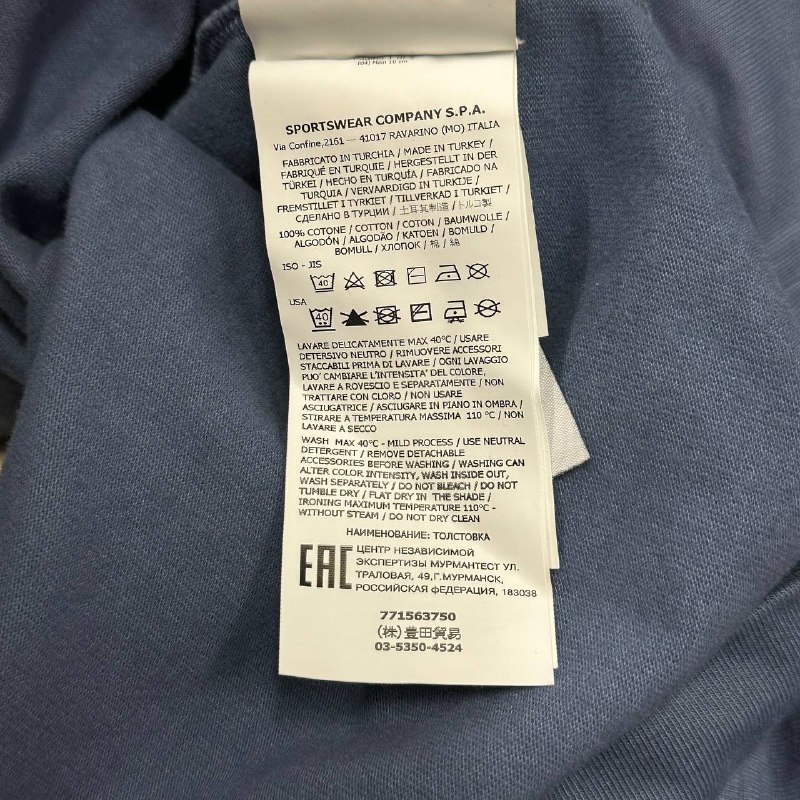 SPORTSWEAR COMPANY S.P.A.
Via Confine,2161 — 41017 RAVARINO (MO) ITALIA
FABBRICATO IN TURCHIA / MADE IN TURKEY /
FABRIQUÉ EN TURQUIE / HERGESTELLT IN DER
TÜRKEI / HECHO EN TURQUÍA / FABRICADO NA
TURQUIA / VERVAARDIGD IN TURKIJE /
FREMSTILLET I TYRKIET / TILLVERKAD I TURKIET /
СДЕЛАНО В ТУРЦИИ / 土耳其制造 / トルコ製
100% COTONE / COTTON / COTON / BAUMWOLLE /
ALGODÓN / ALGODÃO / KATOEN / BOMULD /
BOMULL / ХЛОПОК / 棉 / 綿
ISO - JIS
40
USA
40
LAVARE DELICATAMENTE MAX 40°C / USARE
DETERSIVO NEUTRO / RIMUOVERE ACCESSORI
STACCABILI PRIMA DI LAVARE / OGNI LAVAGGIO
PUO' CAMBIARE L'INTENSITA' DEL COLORE,
LAVARE A ROVESCIO E SEPARATAMENTE / NON
TRATTARE CON CLORO / NON USARE
ASCIUGATRICE / ASCIUGARE IN PIANO IN OMBRA /
STIRARE A TEMPERATURA MASSIMA 110 °C / NON
LAVARE A SECCO
WASH MAX 40°C - MILD PROCESS / USE NEUTRAL
DETERGENT / REMOVE DETACHABLE
ACCESSORIES BEFORE WASHING / WASHING CAN
ALTER COLOR INTENSITY, WASH INSIDE OUT,
WASH SEPARATELY / DO NOT BLEACH / DO NOT
TUMBLE DRY / FLAT DRY IN THE SHADE /
IRONING MAXIMUM TEMPERATURE 110°C -
WITHOUT STEAM / DO NOT DRY CLEAN
НАИМЕНОВАНИЕ: ТОЛСТОВКА
EAC
ЦЕНТР НЕЗАВИСИМОЙ
ЭКСПЕРТИЗЫ МУРМАНТЕСТ УЛ.
ТРАЛОВАЯ, 49,Г.МУРМАНСК,
РОССИЙСКАЯ ФЕДЕРАЦИЯ, 183038
771563750
(株)豊田貿易
03-5350-4524